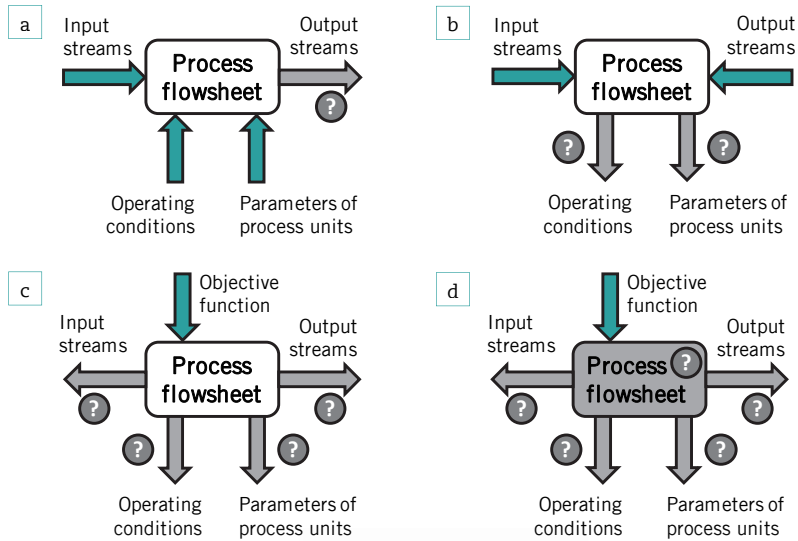 a
Input
streams
Output
streams
Process
flowsheet
?
Operating
conditions
Parameters of
process units
b
Input
streams
Output
streams
Process
flowsheet
?
?
Operating
conditions
Parameters of
process units
c
Objective
function
Input
streams
Output
streams
Process
flowsheet
?
?
?
?
Operating
conditions
Parameters of
process units
d
Objective
function
Input
streams
Output
streams
Process ?
flowsheet
?
?
?
?
Operating
conditions
Parameters of
process units